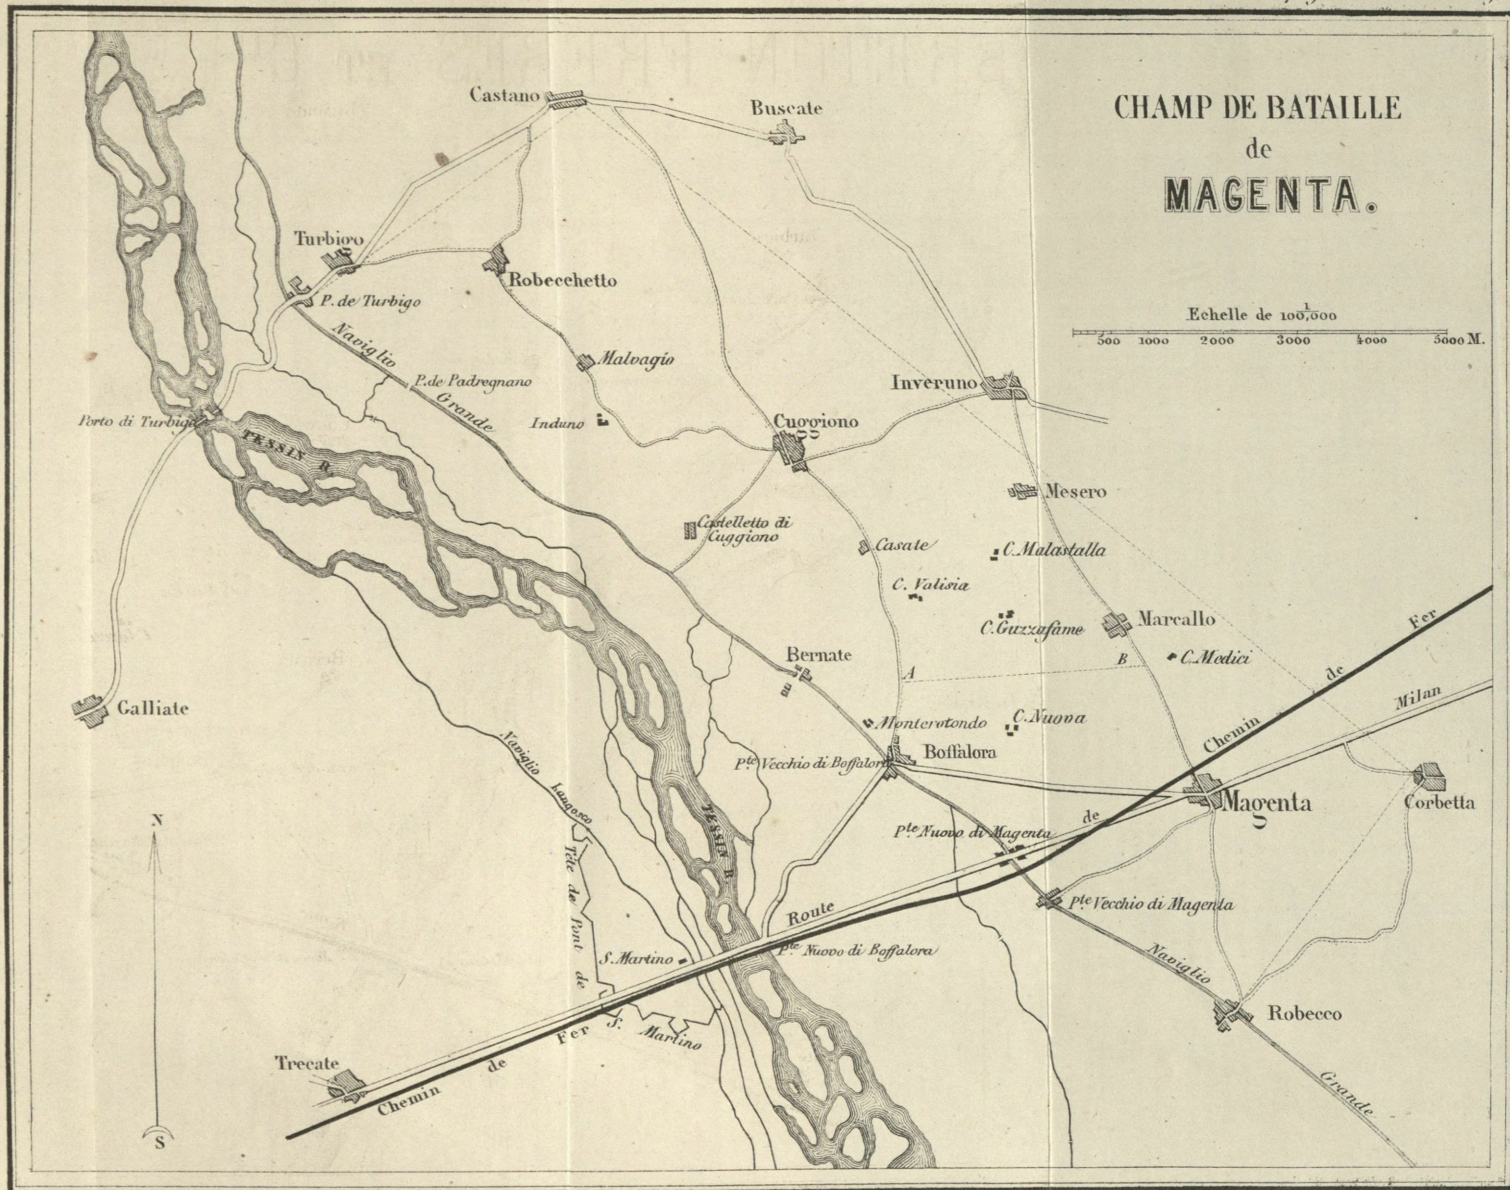 CHAMP DE BATAILLE
de
MAGENTA.
Echelle de 1/100,000
500 1000 2000 3000 4000 5000 M.
Castano
Buscate
Turbigo
Robecchetto
P. de Turbigo
Naviglio
Malvagio
P. de Padregnano
Grande
Inveruno
Porto di Turbigo
Induno
Cuggiono
TESSIN R.
Mesero
Castelletto di
Cuggiono
Casate
C. Malastalla
C. Valisia
C. Guzzafame
Marcallo
Fer
Bernate
B
C. Medici
A
de
Galliate
Milan
Monterotondo
C. Nuova
Chemin
Naviglio Langosco
Pte Vecchio di Boffalora
Boffalora
Magenta
Corbetta
N
TESSIN R.
de
Pte Nuovo di Magenta
Tête de Pont de
Route
Pte Vecchio di Magenta
S. Martino
Pte Nuovo di Boffalora
Naviglio
Robecco
S. Martino
Fer
Trecate
de
Chemin
Grande
S